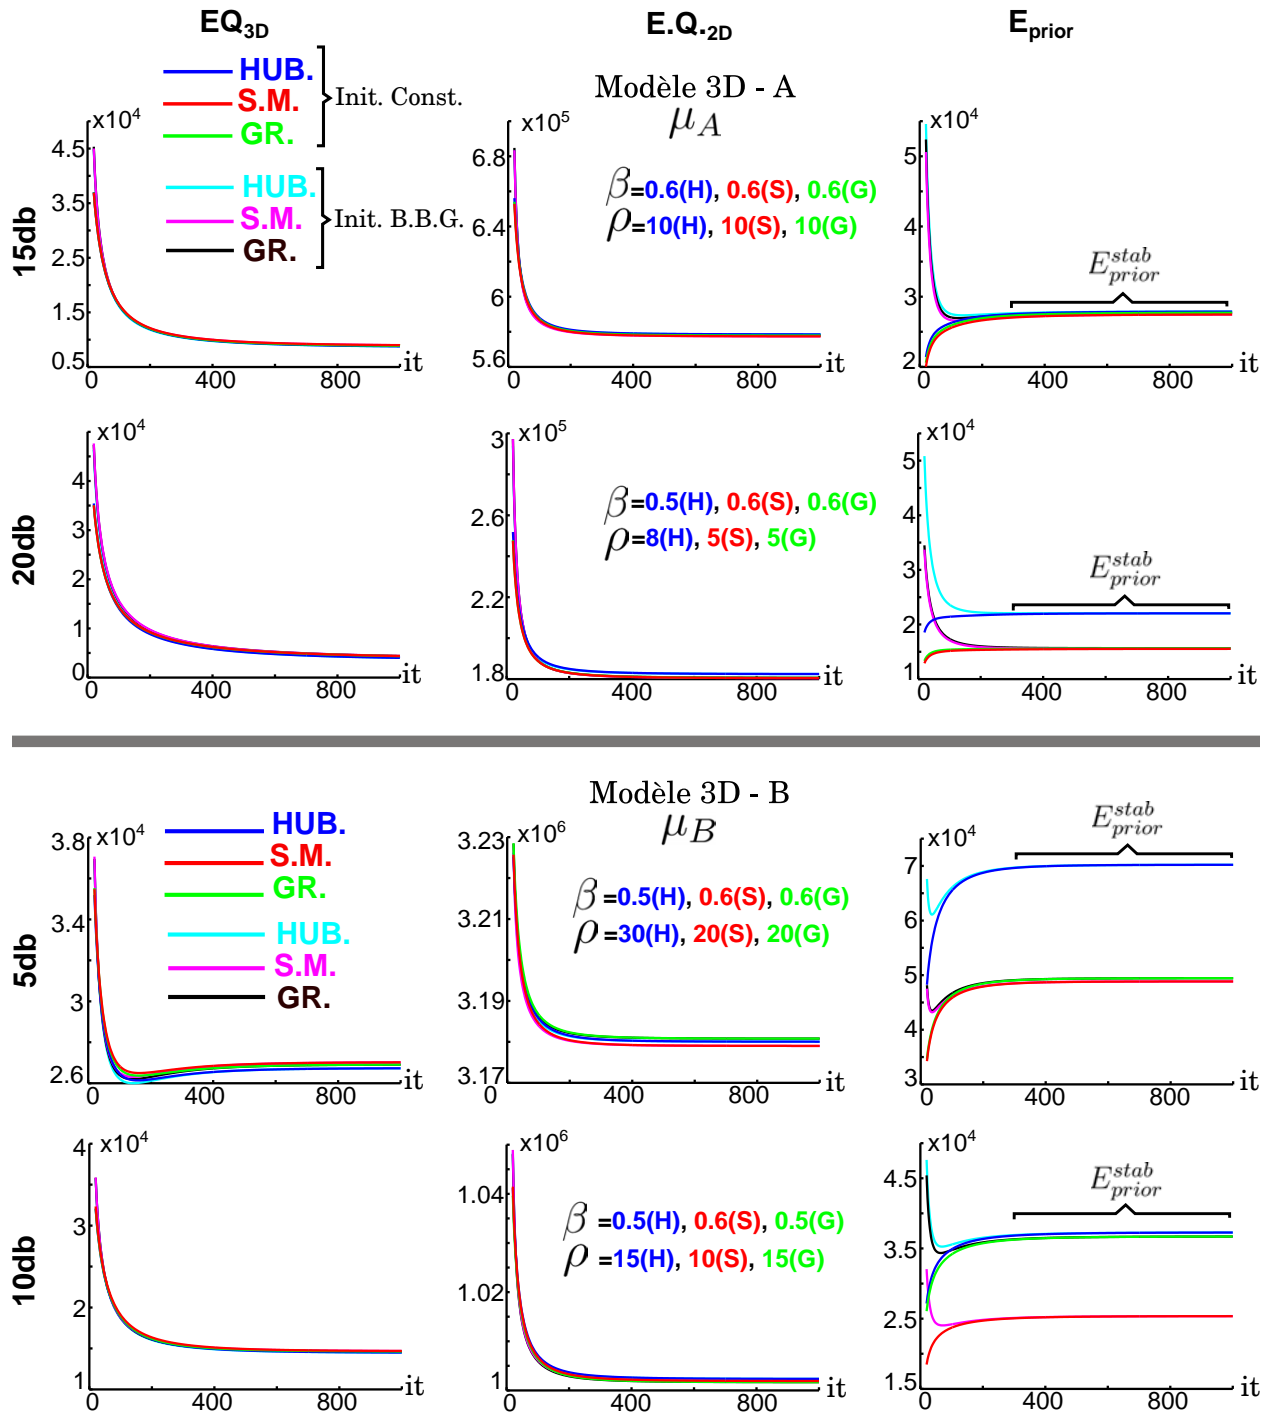 EQ3D
E.Q.2D
Eprior
HUB.
S.M.
GR.
Init. Const.
HUB.
S.M.
GR.
Init. B.B.G.
Modèle 3D - A
μA
15db
x10^4
4.5
3.5
2.5
1.5
0.5
0
400
800
it
x10^5
6.8
6.4
6
5.6
0
400
800
it
β=0.6(H), 0.6(S), 0.6(G)
ρ=10(H), 10(S), 10(G)
x10^4
5
3
2
0
400
800
it
E^stab_prior
20db
x10^4
4
3
2
1
0
0
400
800
it
x10^5
3
2.6
2.2
1.8
0
400
800
it
β=0.5(H), 0.6(S), 0.6(G)
ρ=8(H), 5(S), 5(G)
x10^4
5
4
3
2
1
0
400
800
it
E^stab_prior
Modèle 3D - B
μB
5db
x10^4
3.8
3.4
3
2.6
0
400
800
it
HUB.
S.M.
GR.
HUB.
S.M.
GR.
x10^6
3.23
3.21
3.19
3.17
0
400
800
it
β=0.5(H), 0.6(S), 0.6(G)
ρ=30(H), 20(S), 20(G)
x10^4
7
6
5
4
3
0
400
800
it
E^stab_prior
10db
x10^4
4
3
2
1
0
400
800
it
x10^6
1.04
1.02
1
0
400
800
it
β=0.5(H), 0.6(S), 0.5(G)
ρ=15(H), 10(S), 15(G)
x10^4
4.5
3.5
2.5
1.5
0
400
800
it
E^stab_prior